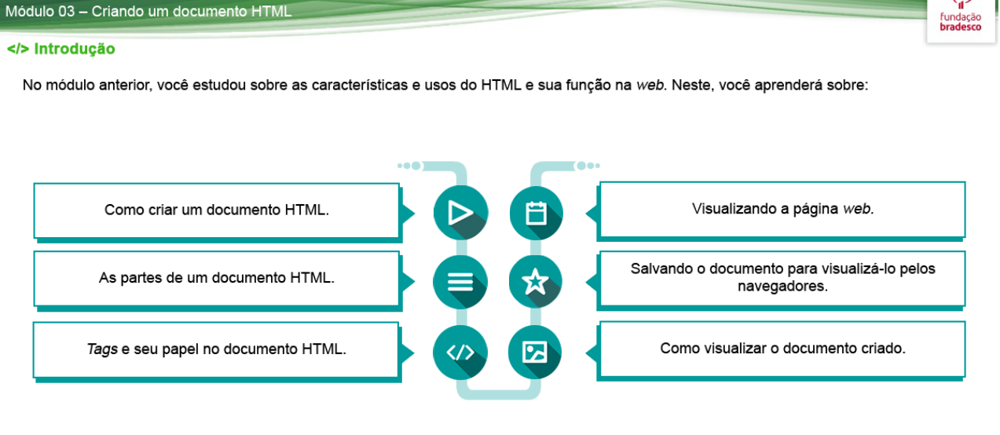 Módulo 03 – Criando um documento HTML
fundação
bradesco
</> Introdução
No módulo anterior, você estudou sobre as características e usos do HTML e sua função na web. Neste, você aprenderá sobre:
Como criar um documento HTML.
As partes de um documento HTML.
Tags e seu papel no documento HTML.
</>
Visualizando a página web.
Salvando o documento para visualizá-lo pelos
navegadores.
Como visualizar o documento criado.